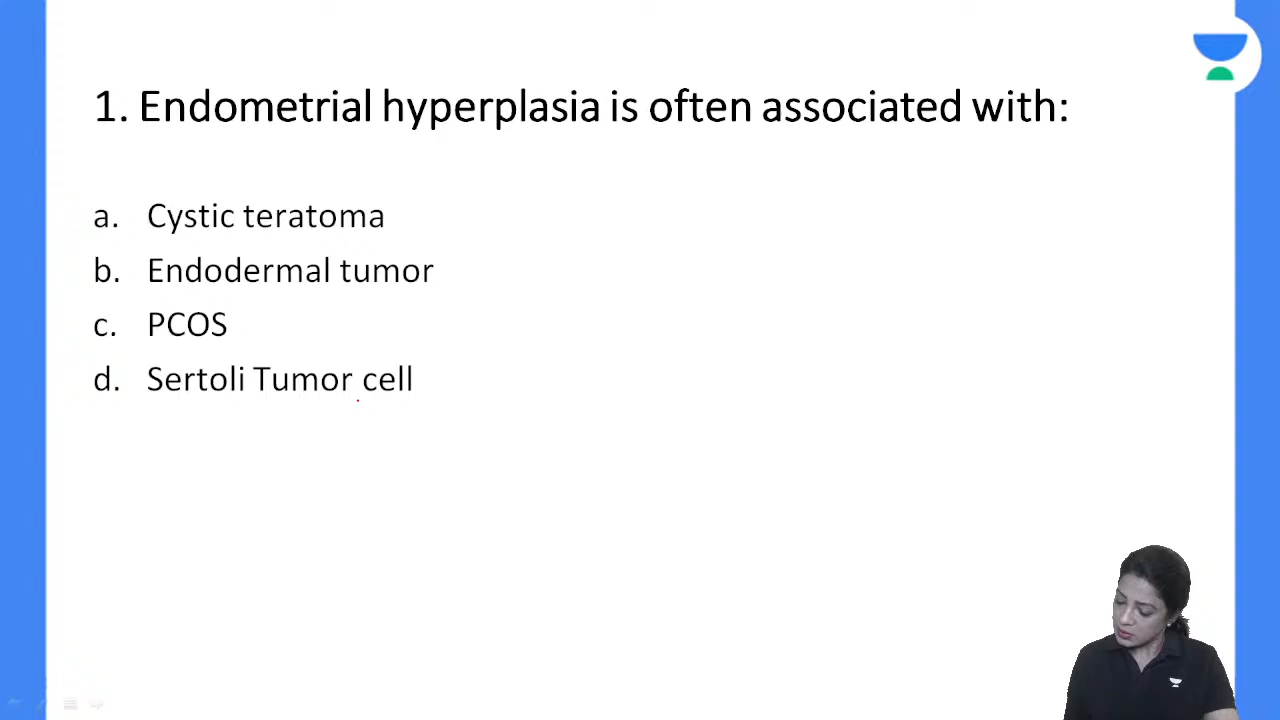 1. Endometrial hyperplasia is often associated with:
a. Cystic teratoma
b. Endodermal tumor
c. PCOS
d. Sertoli Tumor cell